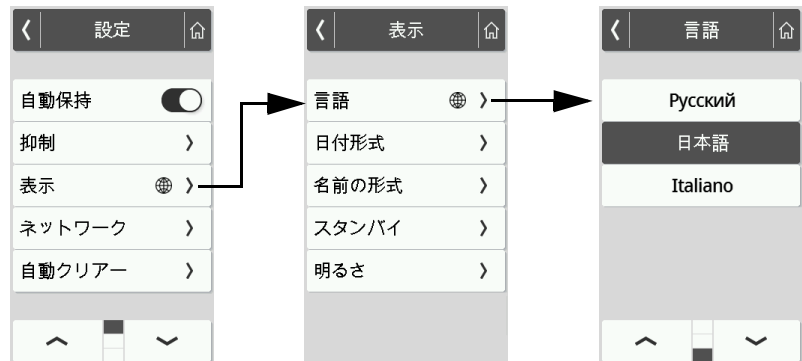 設定
自動保持
抑制
表示
ネットワーク
自動クリアー
表示
言語
日付形式
名前の形式
スタンバイ
明るさ
言語
Русский
日本語
Italiano